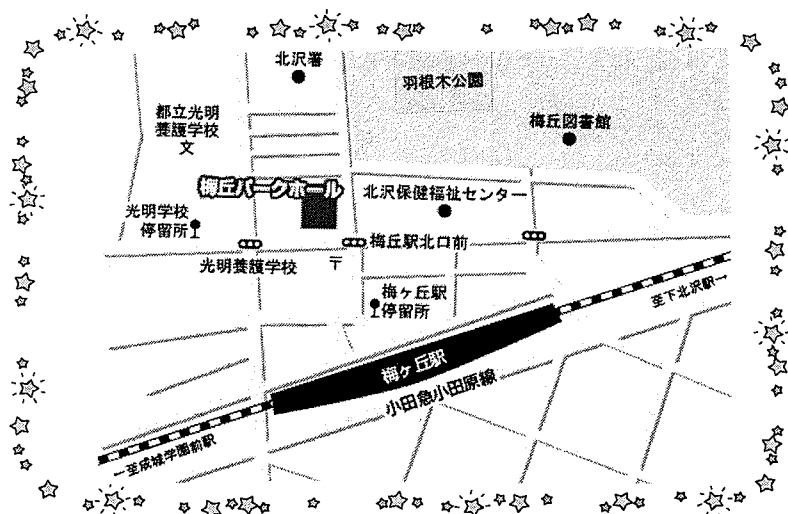 北沢署
羽根木公園
都立光明
養護学校
文
梅丘図書館
梅丘パークホール
北沢保健福祉センター
光明学校
停留所
梅丘駅北口前
光明養護学校
〒
梅ヶ丘駅
停留所
至下北沢駅→
梅ヶ丘駅
小田急小田原線
←至成城学園前駅